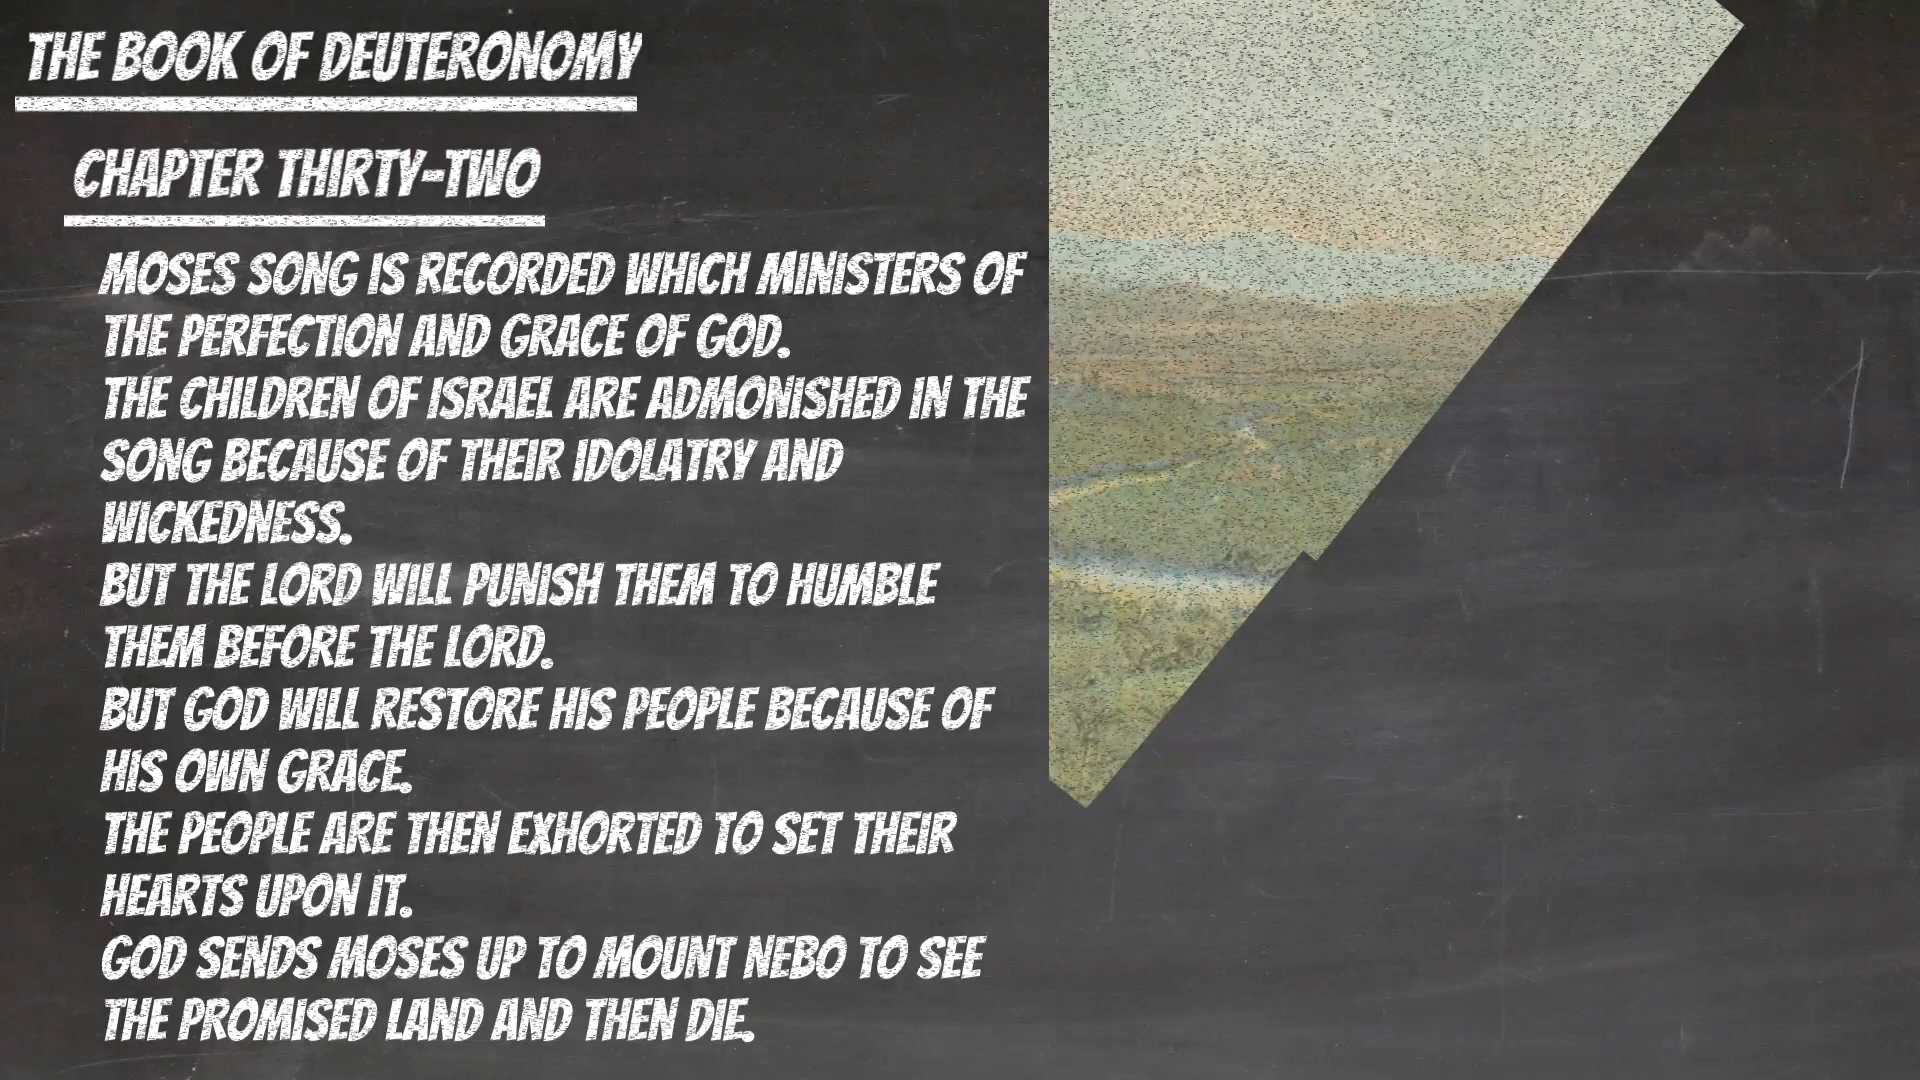 THE BOOK OF DEUTERONOMY
CHAPTER THIRTY-TWO
MOSES SONG IS RECORDED WHICH MINISTERS OF
THE PERFECTION AND GRACE OF GOD.
THE CHILDREN OF ISRAEL ARE ADMONISHED IN THE
SONG BECAUSE OF THEIR IDOLATRY AND
WICKEDNESS.
BUT THE LORD WILL PUNISH THEM TO HUMBLE
THEM BEFORE THE LORD.
BUT GOD WILL RESTORE HIS PEOPLE BECAUSE OF
HIS OWN GRACE.
THE PEOPLE ARE THEN EXHORTED TO SET THEIR
HEARTS UPON IT.
GOD SENDS MOSES UP TO MOUNT NEBO TO SEE
THE PROMISED LAND AND THEN DIE.